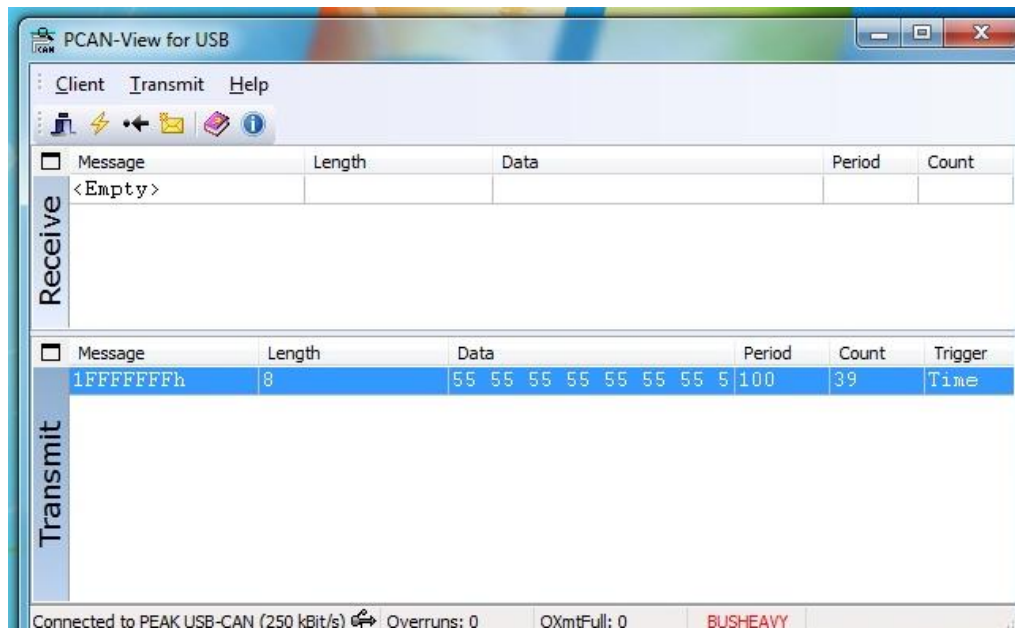 PCAN-View for USB
Client Transmit Help
Message Length Data Period Count
<Empty>
Receive
Message Length Data Period Count Trigger
1FFFFFFFh 8 55 55 55 55 55 55 55 5 100 39 Time
Transmit
Connected to PEAK USB-CAN (250 kBit/s) Overruns: 0 QXmtFull: 0 BUSHEAVY